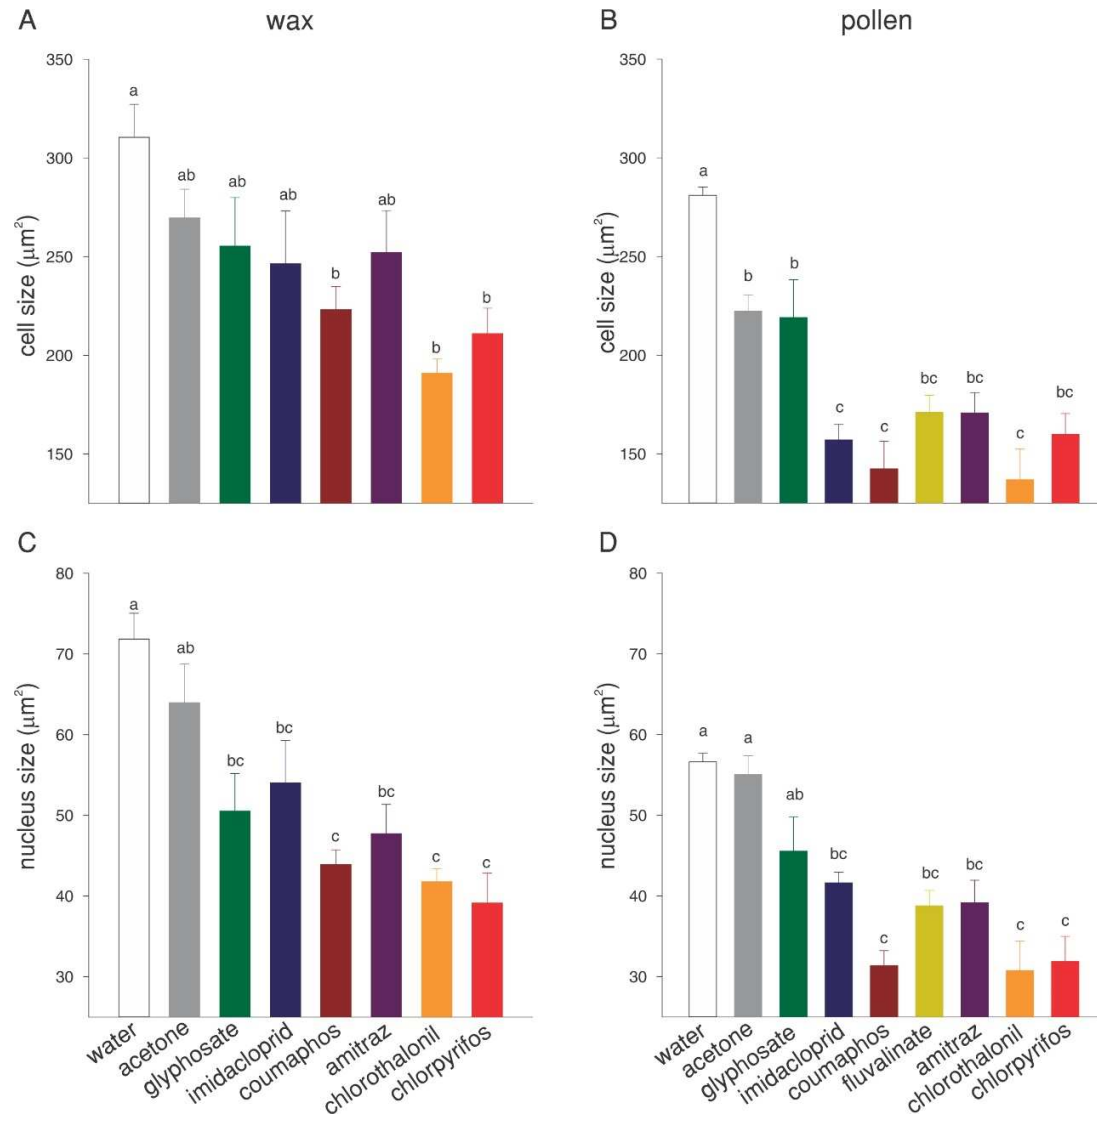 A wax
B pollen
350
300
250
200
150
cell size (μm²)
a
ab
ab
ab
b
ab
b
b
350
300
250
200
150
cell size (μm²)
a
b
b
c
c
bc
bc
c
bc
C
D
80
70
60
50
40
30
nucleus size (μm²)
a
ab
bc
bc
c
bc
c
c
water
acetone
glyphosate
imidacloprid
coumaphos
amitraz
chlorothalonil
chlorpyrifos
80
70
60
50
40
30
nucleus size (μm²)
a
a
ab
bc
c
bc
bc
c
c
water
acetone
glyphosate
imidacloprid
coumaphos
fluvalinate
amitraz
chlorothalonil
chlorpyrifos